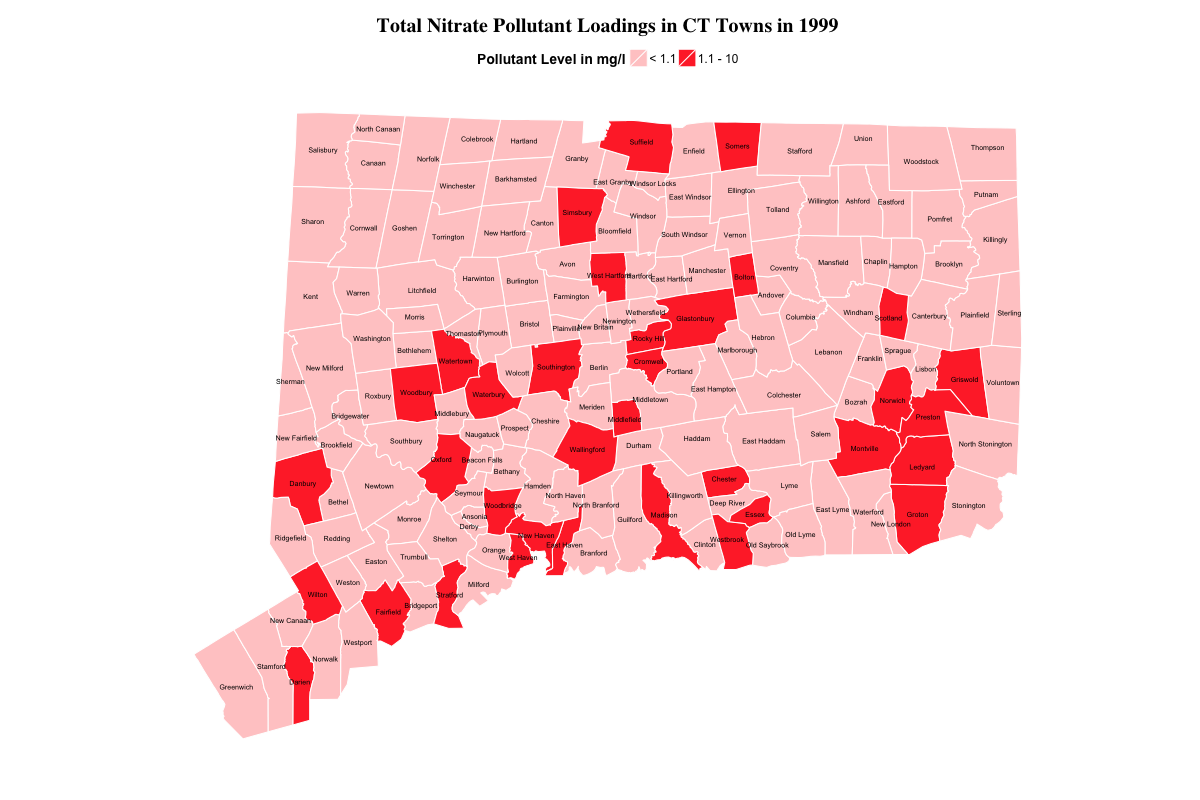 Total Nitrate Pollutant Loadings in CT Towns in 1999
Pollutant Level in mg/l < 1.1 1.1 - 10
North Canaan
Colebrook
Hartland
Salisbury
Canaan
Norfolk
Granby
Suffield
Enfield
Somers
Stafford
Union
Woodstock
Thompson
Winchester
Barkhamsted
East Granby
Windsor Locks
East Windsor
Ellington
Tolland
Willington
Ashford
Eastford
Putnam
Sharon
Cornwall
Goshen
Torrington
New Hartford
Canton
Simsbury
Bloomfield
Windsor
South Windsor
Vernon
Pomfret
Killingly
Kent
Warren
Litchfield
Harwinton
Burlington
Avon
Farmington
West Hartford
Hartford
East Hartford
Manchester
Bolton
Coventry
Mansfield
Chaplin
Hampton
Brooklyn
Andover
Columbia
Windham
Scotland
Canterbury
Plainfield
Sterling
Washington
Morris
Bethlehem
Thomaston
Plymouth
Bristol
Plainville
New Britain
Newington
Wethersfield
Glastonbury
Rocky Hill
Hebron
Marlborough
Lebanon
Franklin
Sprague
Lisbon
Griswold
Voluntown
Sherman
New Milford
Roxbury
Woodbury
Watertown
Waterbury
Wolcott
Southington
Berlin
Cromwell
Portland
East Hampton
Colchester
Bozrah
Norwich
Preston
Bridgewater
Middlebury
Naugatuck
Prospect
Cheshire
Meriden
Middletown
Middlefield
New Fairfield
Brookfield
Southbury
Oxford
Beacon Falls
Bethany
Wallingford
Durham
Haddam
East Haddam
Salem
Montville
Ledyard
North Stonington
Danbury
Bethel
Newtown
Seymour
Woodbridge
Hamden
North Haven
North Branford
Guilford
Madison
Killingworth
Chester
Deep River
Essex
Lyme
East Lyme
Waterford
New London
Groton
Stonington
Ridgefield
Redding
Monroe
Ansonia
Derby
Shelton
Orange
New Haven
West Haven
East Haven
Branford
Clinton
Westbrook
Old Saybrook
Old Lyme
Easton
Trumbull
Milford
Wilton
Weston
Fairfield
Bridgeport
Stratford
New Canaan
Westport
Norwalk
Stamford
Darien
Greenwich